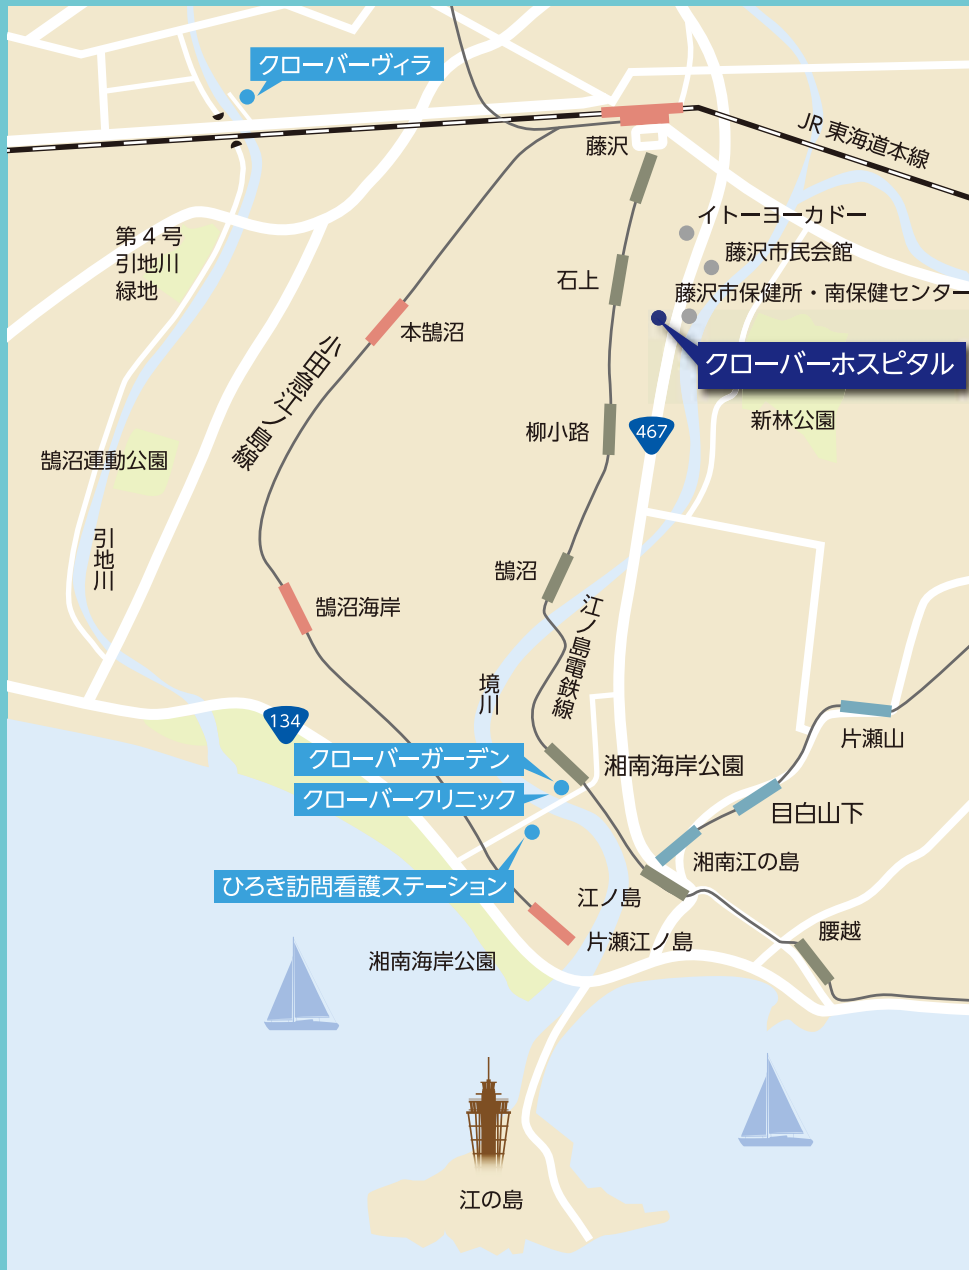 クローバーヴィラ
JR 東海道本線
藤沢
イトーヨーカドー
第4号
引地川
緑地
藤沢市民会館
石上
藤沢市保健所・南保健センター
本鵠沼
小田急江ノ島線
クローバーホスピタル
新林公園
柳小路
467
鵠沼運動公園
引地川
鵠沼
鵠沼海岸
江ノ島電鉄線
境川
134
片瀬山
クローバーガーデン
湘南海岸公園
クローバークリニック
目白山下
湘南江の島
ひろき訪問看護ステーション
江ノ島
腰越
片瀬江ノ島
湘南海岸公園
江の島